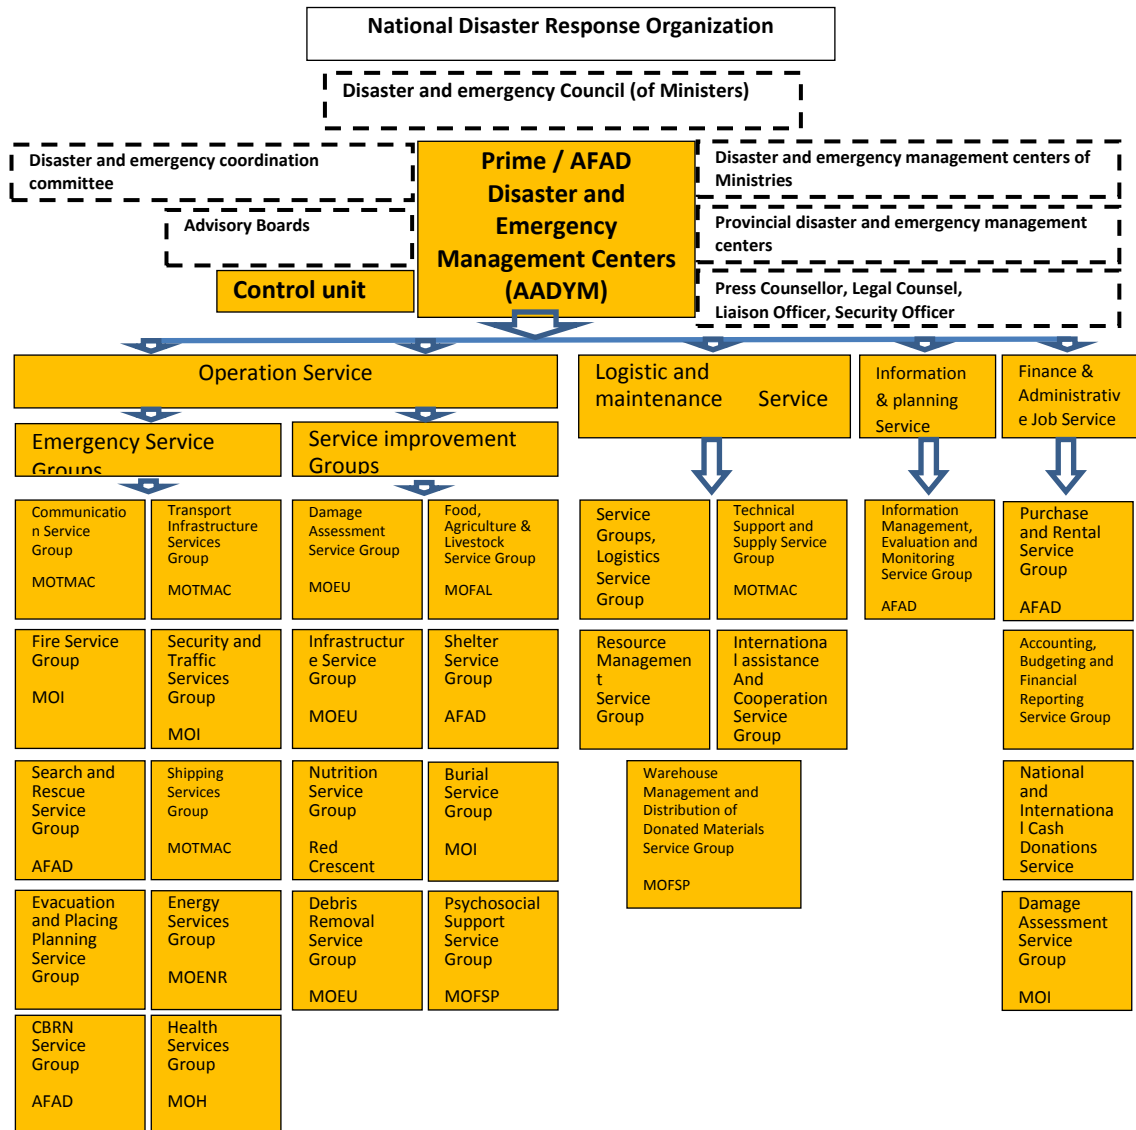 National Disaster Response Organization
Disaster and emergency Council (of Ministers)
Disaster and emergency coordination
committee
Advisory Boards
Control unit
Prime / AFAD
Disaster and
Emergency
Management Centers
(AADYM)
Disaster and emergency management centers of
Ministries
Provincial disaster and emergency management
centers
Press Counsellor, Legal Counsel,
Liaison Officer, Security Officer
Operation Service
Logistic and
maintenance Service
Information
& planning
Service
Finance &
Administrativ
e Job Service
Emergency Service
Groups
Service improvement
Groups
Communicatio
n Service
Group
MOTMAC
Transport
Infrastructure
Services
Group
MOTMAC
Damage
Assessment
Service Group
MOEU
Food,
Agriculture &
Livestock
Service Group
MOFAL
Service
Groups,
Logistics
Service
Group
Technical
Support and
Supply Service
Group
MOTMAC
Information
Management,
Evaluation and
Monitoring
Service Group
AFAD
Purchase
and Rental
Service
Group
AFAD
Fire Service
Group
MOI
Security and
Traffic
Services
Group
MOI
Infrastructur
e Service
Group
MOEU
Shelter
Service
Group
AFAD
Resource
Managemen
t
Service
Group
Internationa
l assistance
And
Cooperation
Service
Group
Accounting,
Budgeting and
Financial
Reporting
Service Group
Search and
Rescue
Service
Group
AFAD
Shipping
Services
Group
MOTMAC
Nutrition
Service
Group
Red
Crescent
Burial
Service
Group
MOI
Warehouse
Management and
Distribution of
Donated Materials
Service Group
MOFSP
National
and
Internationa
l Cash
Donations
Service
Evacuation
and Placing
Planning
Service
Group
Energy
Services
Group
MOENR
Debris
Removal
Service
Group
MOEU
Psychosocial
Support
Service
Group
MOFSP
Damage
Assessment
Service
Group
MOI
CBRN
Service
Group
AFAD
Health
Services
Group
MOH